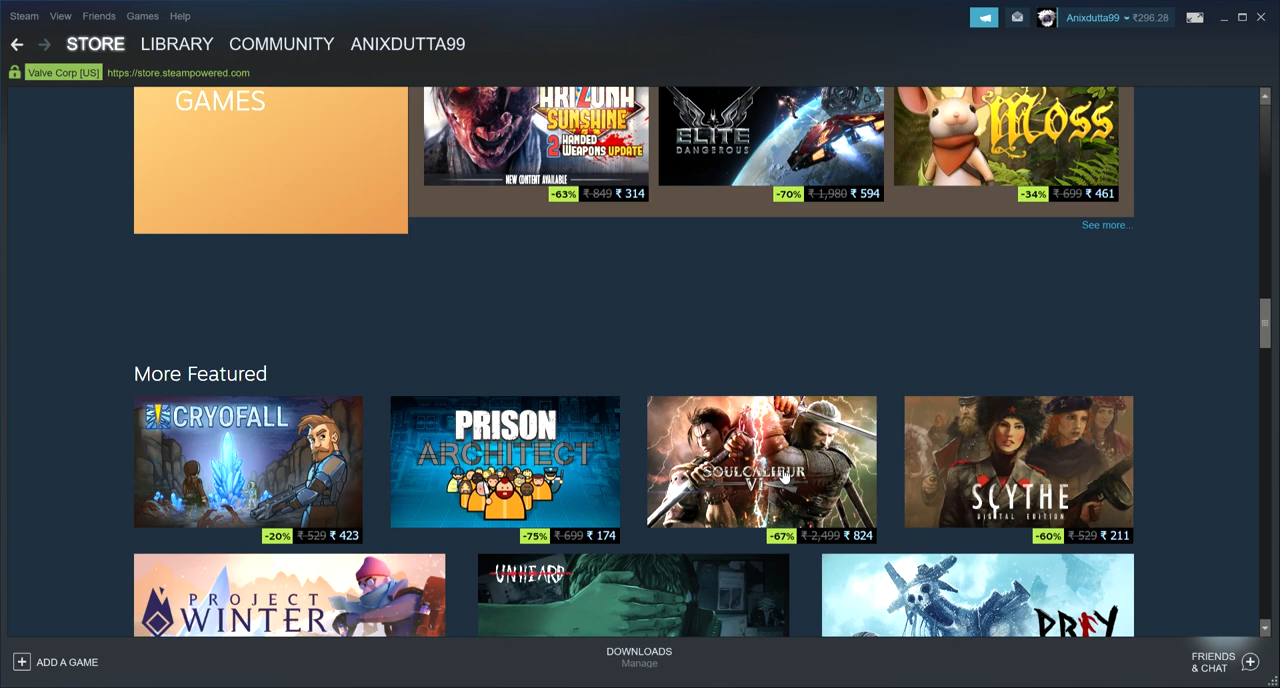 Steam View Friends Games Help
Anixdutta99 ₹296.28
STORE LIBRARY COMMUNITY ANIXDUTTA99
Valve Corp [US] https://store.steampowered.com
GAMES
ARIZONA
SUNSHINE
2 HANDED
WEAPONS UPDATE
NEW CONTENT AVAILABLE
-63% ₹ 849 ₹ 314
ELITE
DANGEROUS
-70% ₹ 1,980 ₹ 594
Moss
-34% ₹ 699 ₹ 461
See more...
More Featured
CRYOFALL
-20% ₹ 529 ₹ 423
PRISON
ARCHITECT
-75% ₹ 699 ₹ 174
SOULCALIBUR
VI
-67% ₹ 2,499 ₹ 824
SCYTHE
DIGITAL EDITION
-60% ₹ 529 ₹ 211
PROJECT
WINTER
UNHEARD
PREY
ADD A GAME
DOWNLOADS
Manage
FRIENDS
& CHAT